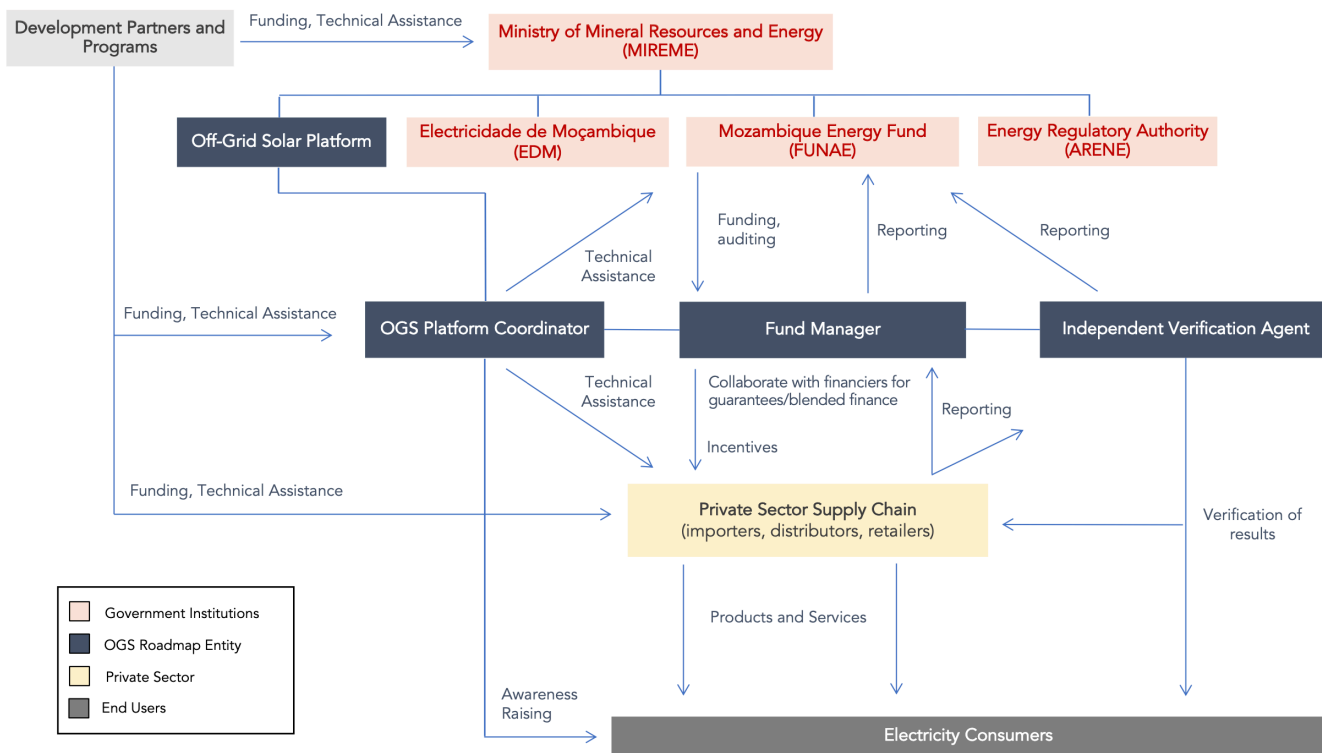 Development Partners and
Programs
Funding, Technical Assistance
Ministry of Mineral Resources and Energy
(MIREME)
Off-Grid Solar Platform
Electricidade de Moçambique
(EDM)
Mozambique Energy Fund
(FUNAE)
Energy Regulatory Authority
(ARENE)
Technical
Assistance
Funding,
auditing
Reporting
Reporting
Funding, Technical Assistance
OGS Platform Coordinator
Fund Manager
Independent Verification Agent
Technical
Assistance
Collaborate with financiers for
guarantees/blended finance
Reporting
Incentives
Funding, Technical Assistance
Private Sector Supply Chain
(importers, distributors, retailers)
Verification of
results
Products and Services
Government Institutions
OGS Roadmap Entity
Private Sector
End Users
Awareness
Raising
Electricity Consumers